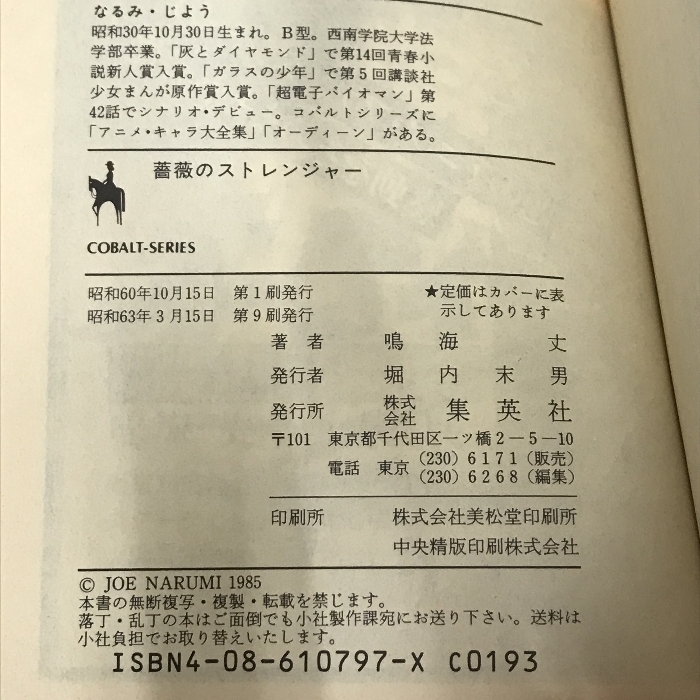 なるみ・じよう
昭和30年10月30日生まれ。B型。西南学院大学法
学部卒業。「灰とダイヤモンド」で第14回青春小
説新人賞入賞。「ガラスの少年」で第5回講談社
少女まんが原作賞入賞。「超電子バイオマン」第
42話でシナリオ・デビュー。コバルトシリーズに
「アニメ・キャラ大全集」「オーディーン」がある。
薔薇のストレンジャー
COBALT-SERIES
昭和60年10月15日 第1刷発行
昭和63年3月15日 第9刷発行
★定価はカバーに表
示してあります
著者 鳴海丈
発行者 堀内末男
発行所 株式会社 集英社
〒101 東京都千代田区一ツ橋2-5-10
電話 東京 (230)6171(販売)
(230)6268(編集)
印刷所 株式会社美松堂印刷所
中央精版印刷株式会社
© JOE NARUMI 1985
本書の無断複写・複製・転載を禁じます。
落丁・乱丁の本はご面倒でも小社製作課宛にお送り下さい。送料は
小社負担でお取り替えいたします。
ISBN4-08-610797-X C0193